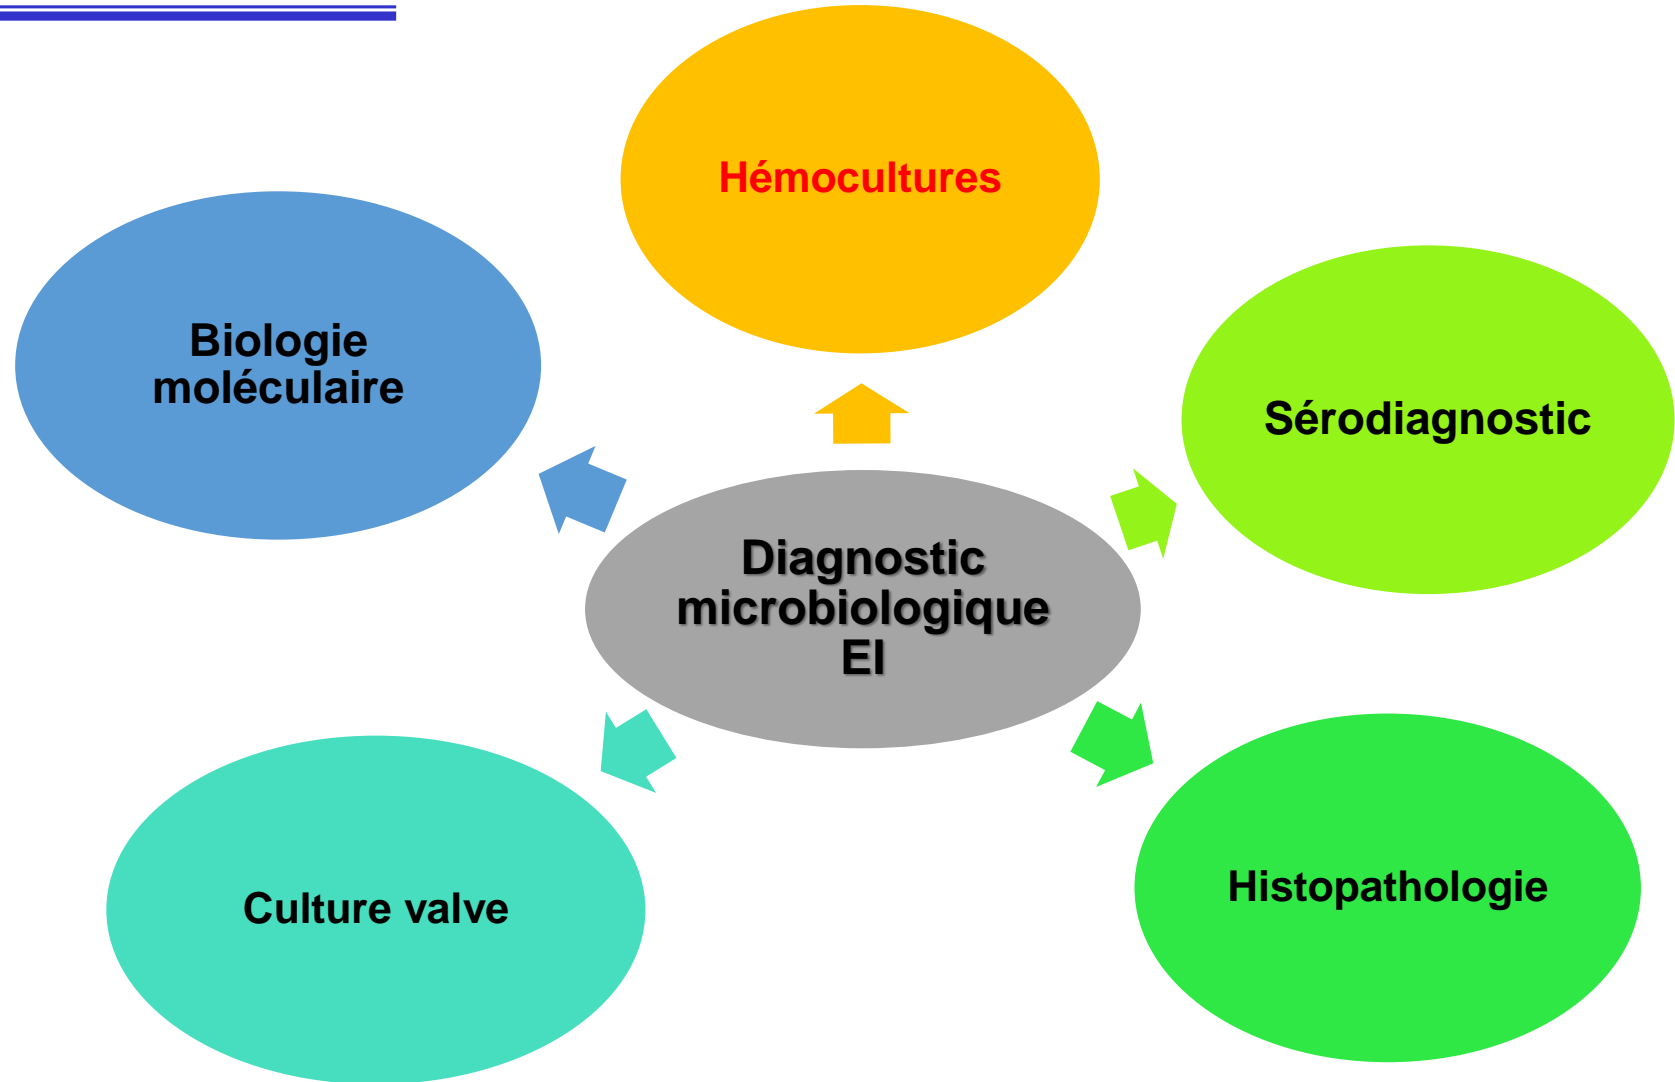 Hémocultures
Biologie
moléculaire
Sérodiagnostic
Diagnostic
microbiologique
EI
Culture valve
Histopathologie